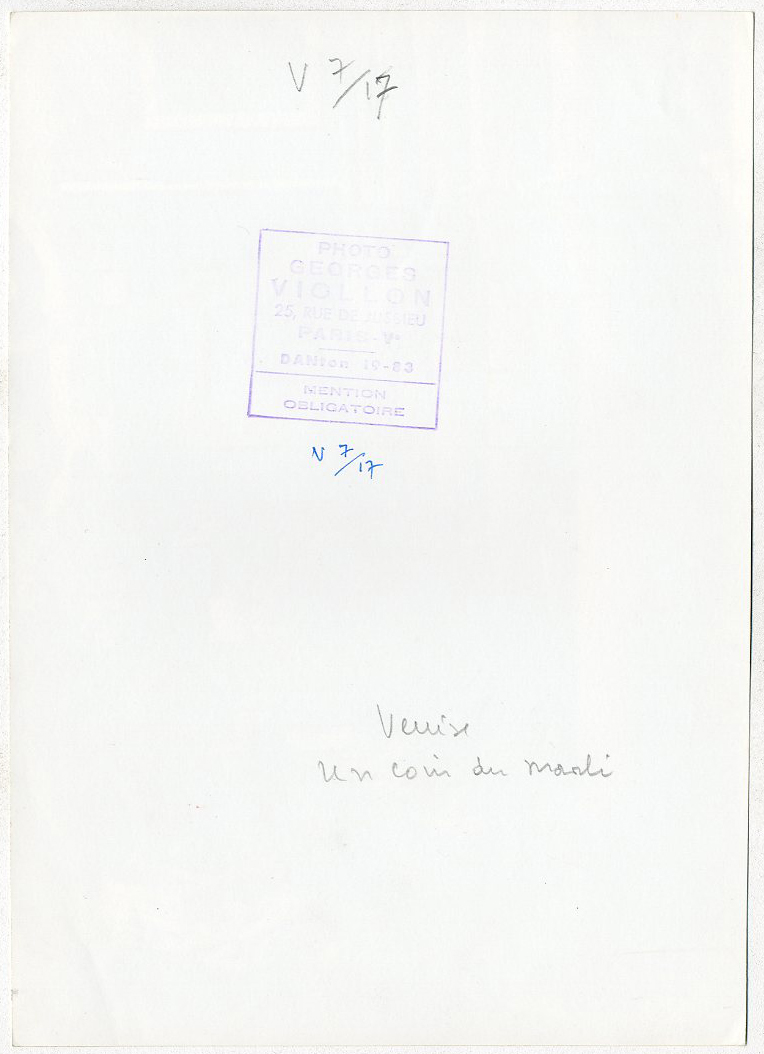 V 7/17
PHOTO
GEORGES
VIOLLON
25, RUE DE JUSSIEU
PARIS-Vᵉ
DANton 19-83
MENTION
OBLIGATOIRE
V 7/17
Venise
Un coin du